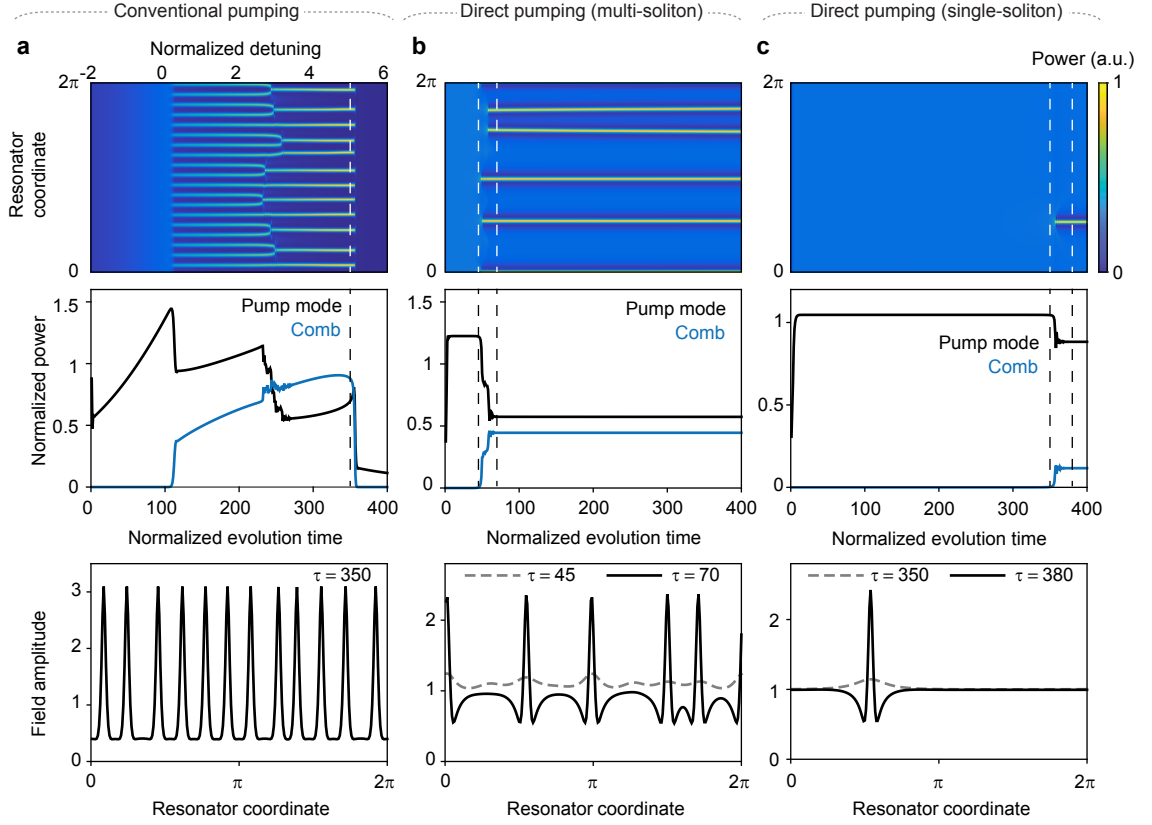 Conventional pumping
Direct pumping (multi-soliton)
Direct pumping (single-soliton)
a
Normalized detuning
b
c
-2 0 2 4 6
Power (a.u.)
2π
Resonator coordinate
0
2π
0
2π
0
1
0
1.5
1
0.5
0
Normalized power
Pump mode
Comb
0 100 200 300 400
Normalized evolution time
1.5
1
0.5
0
Pump mode
Comb
0 100 200 300 400
Normalized evolution time
1
0.5
0
Pump mode
Comb
0 100 200 300 400
Normalized evolution time
3
2
1
0
Field amplitude
τ = 350
0 π 2π
Resonator coordinate
2
1
0
τ = 45 τ = 70
0 π 2π
Resonator coordinate
2
1
0
τ = 350 τ = 380
0 π 2π
Resonator coordinate